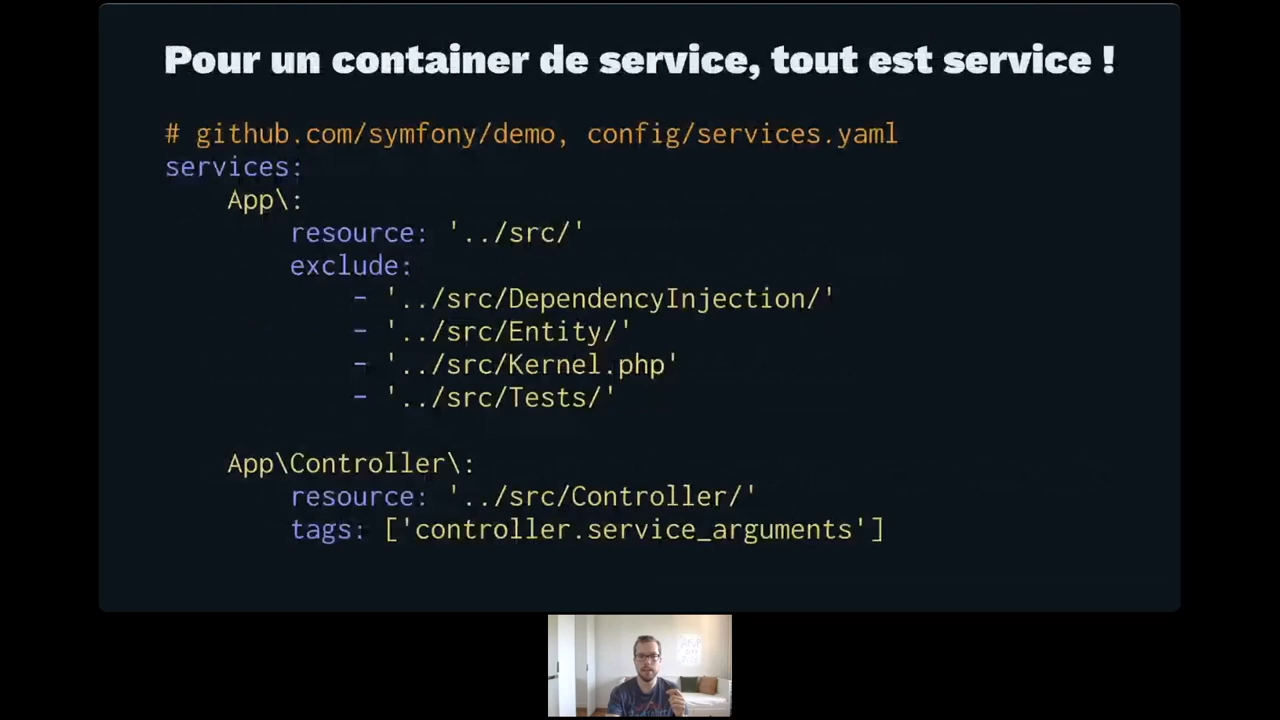 Pour un container de service, tout est service !
# github.com/symfony/demo, config/services.yaml
services:
    App\:
        resource: '../src/'
        exclude:
            - '../src/DependencyInjection/'
            - '../src/Entity/'
            - '../src/Kernel.php'
            - '../src/Tests/'

    App\Controller\:
        resource: '../src/Controller/'
        tags: ['controller.service_arguments']